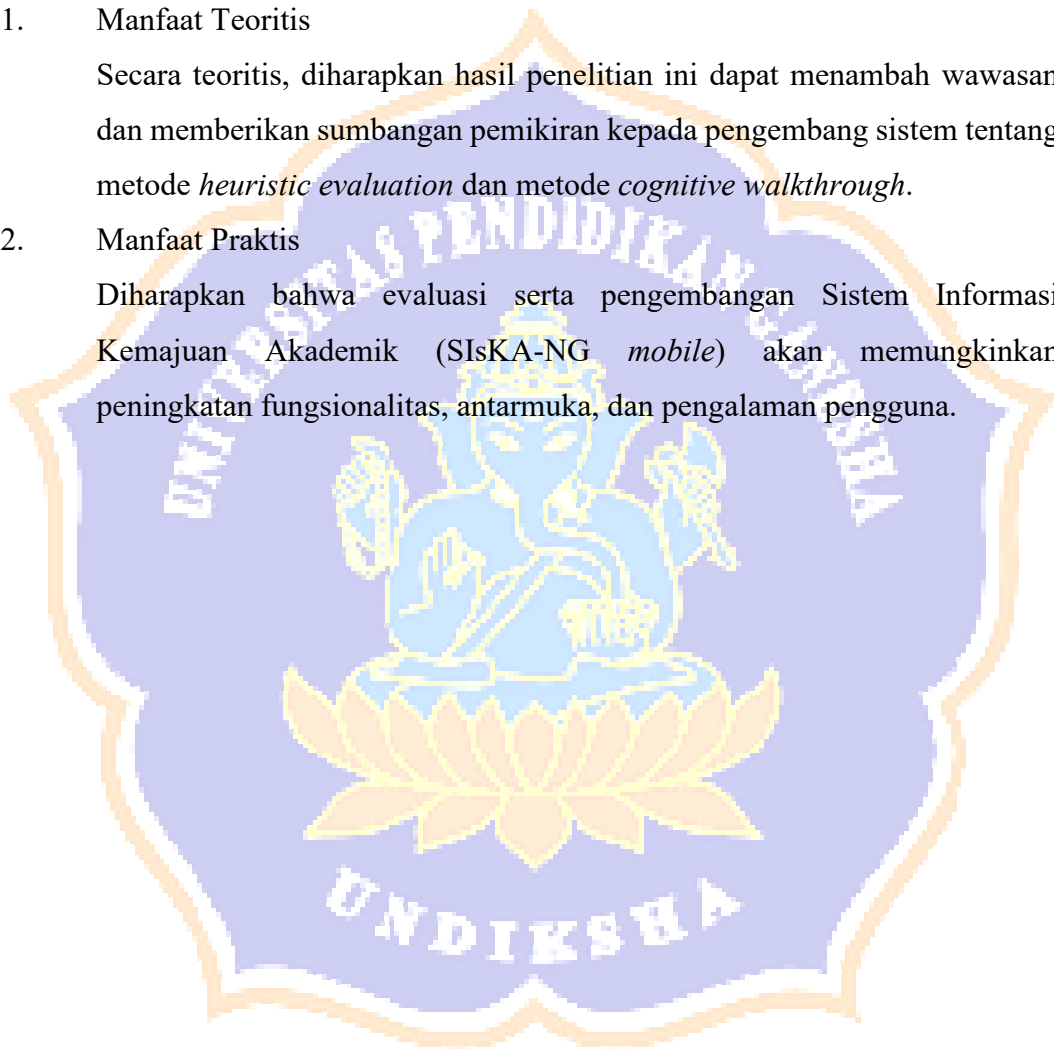 1. Manfaat Teoritis
Secara teoritis, diharapkan hasil penelitian ini dapat menambah wawasan
dan memberikan sumbangan pemikiran kepada pengembang sistem tentang
metode heuristic evaluation dan metode cognitive walkthrough.
2. Manfaat Praktis
Diharapkan bahwa evaluasi serta pengembangan Sistem Informasi
Kemajuan Akademik (SIsKA-NG mobile) akan memungkinkan
peningkatan fungsionalitas, antarmuka, dan pengalaman pengguna.
UNIVERSITAS PENDIDIKAN GANESHA
UNDIKSHA